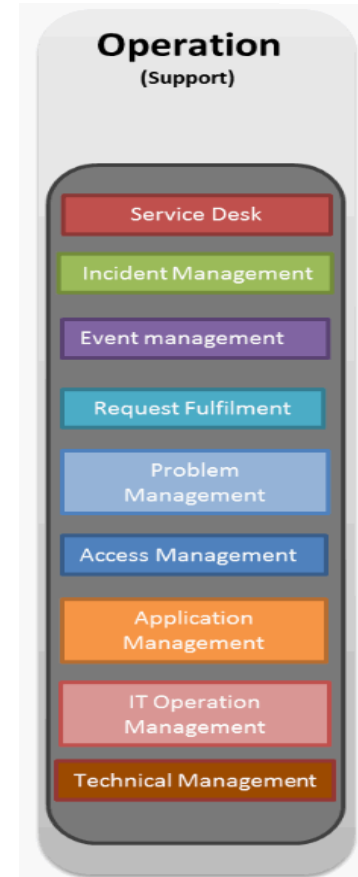 Operation
(Support)
Service Desk
Incident Management
Event management
Request Fulfilment
Problem
Management
Access Management
Application
Management
IT Operation
Management
Technical Management